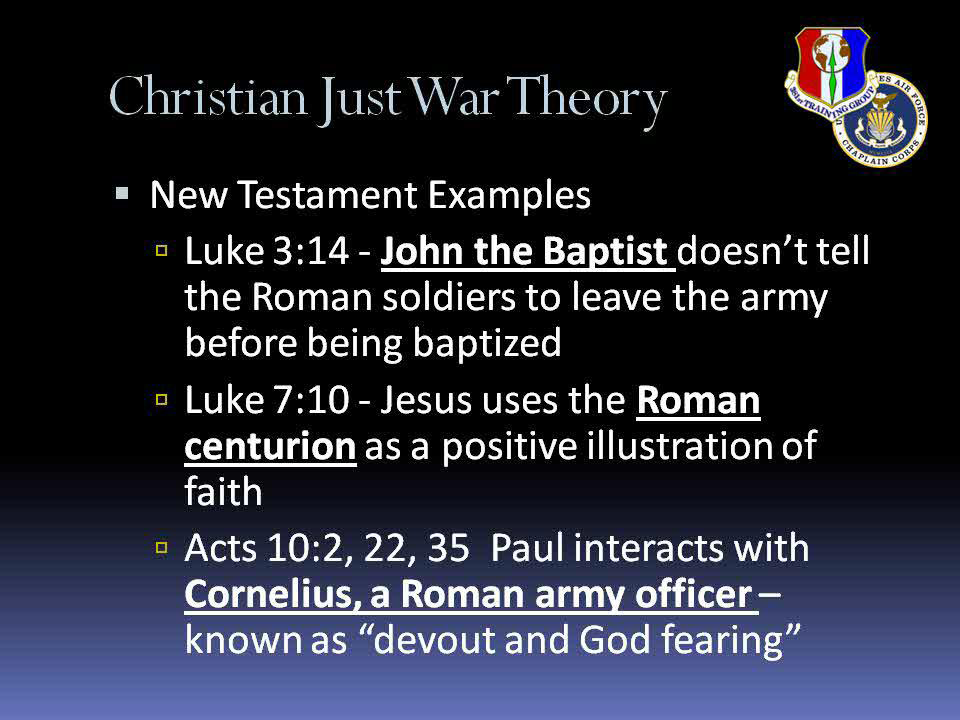 Christian Just War Theory
New Testament Examples
Luke 3:14 - John the Baptist doesn’t tell
the Roman soldiers to leave the army
before being baptized
Luke 7:10 - Jesus uses the Roman
centurion as a positive illustration of
faith
Acts 10:2, 22, 35 Paul interacts with
Cornelius, a Roman army officer –
known as “devout and God fearing”
381st TRAINING GROUP
ES AIR FORCE
CHAPLAIN CORPS